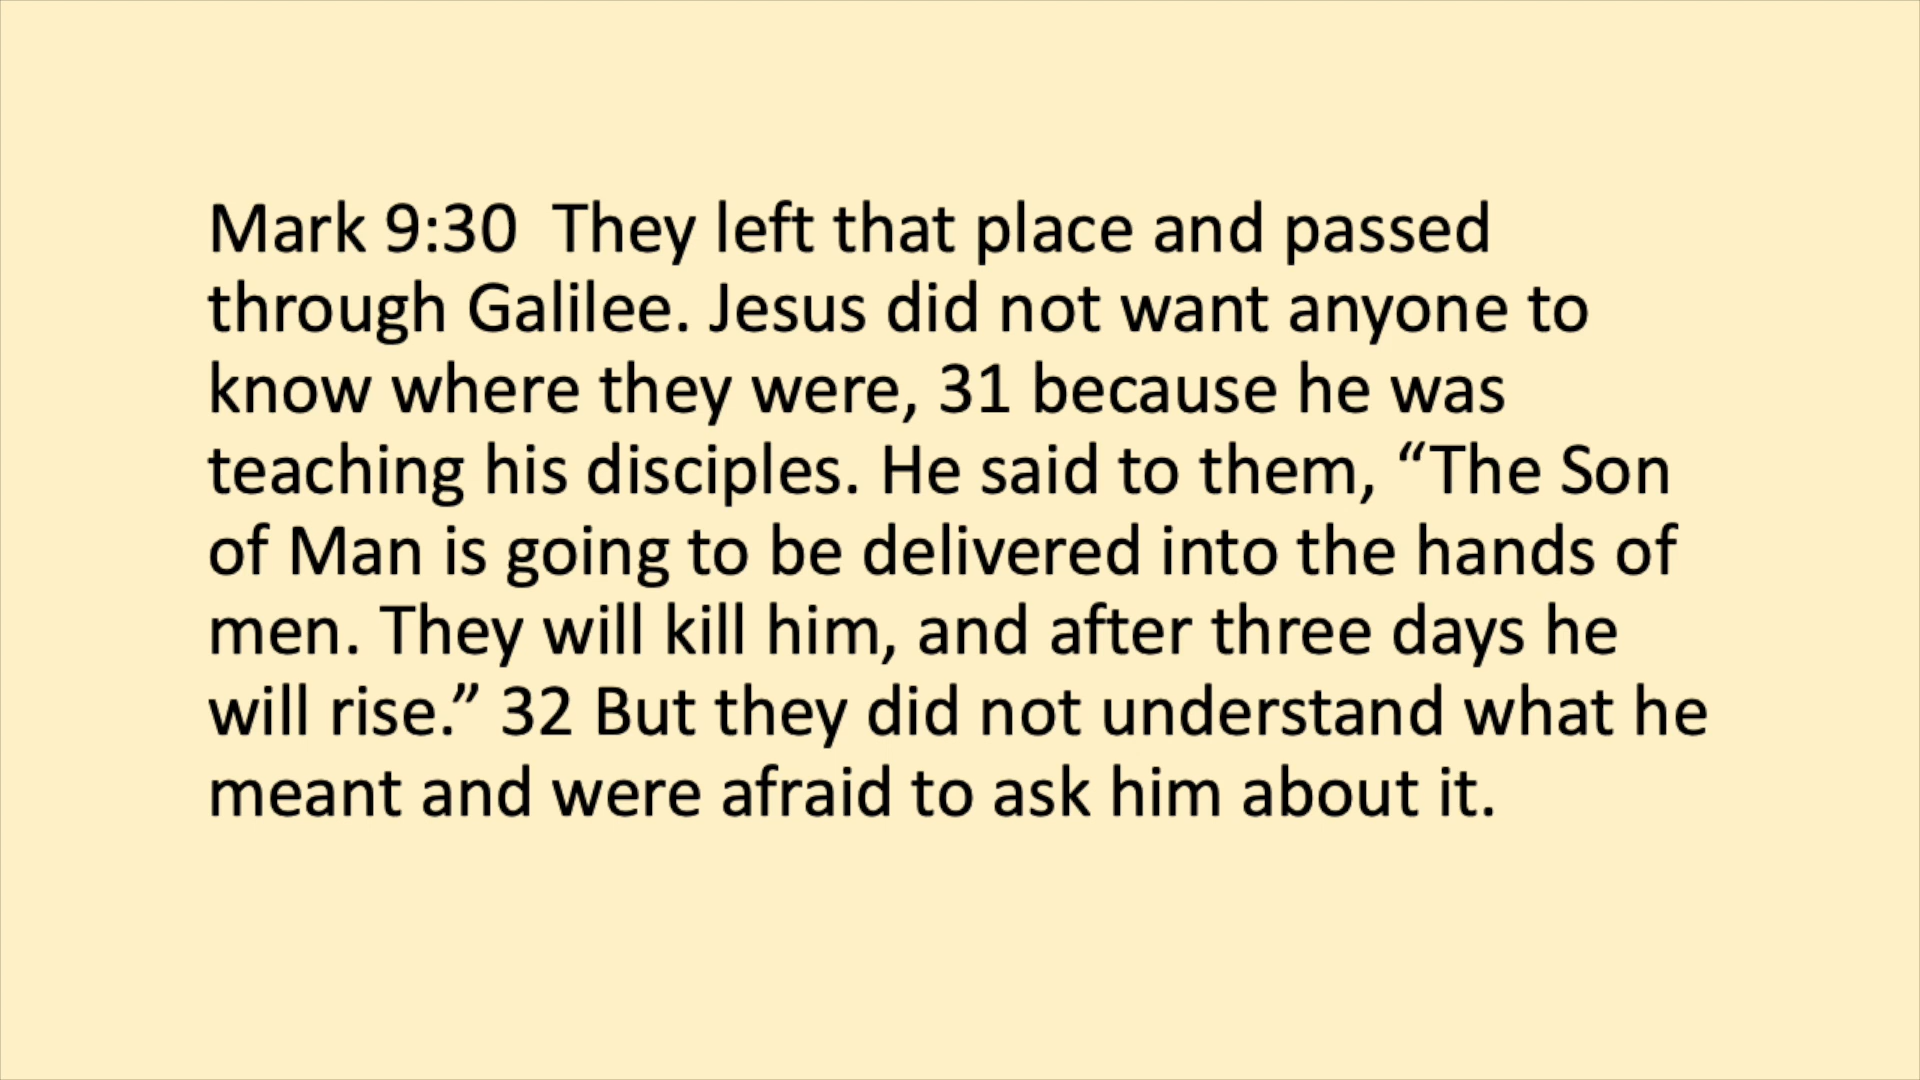 Mark 9:30  They left that place and passed
through Galilee. Jesus did not want anyone to
know where they were, 31 because he was
teaching his disciples. He said to them, “The Son
of Man is going to be delivered into the hands of
men. They will kill him, and after three days he
will rise.” 32 But they did not understand what he
meant and were afraid to ask him about it.